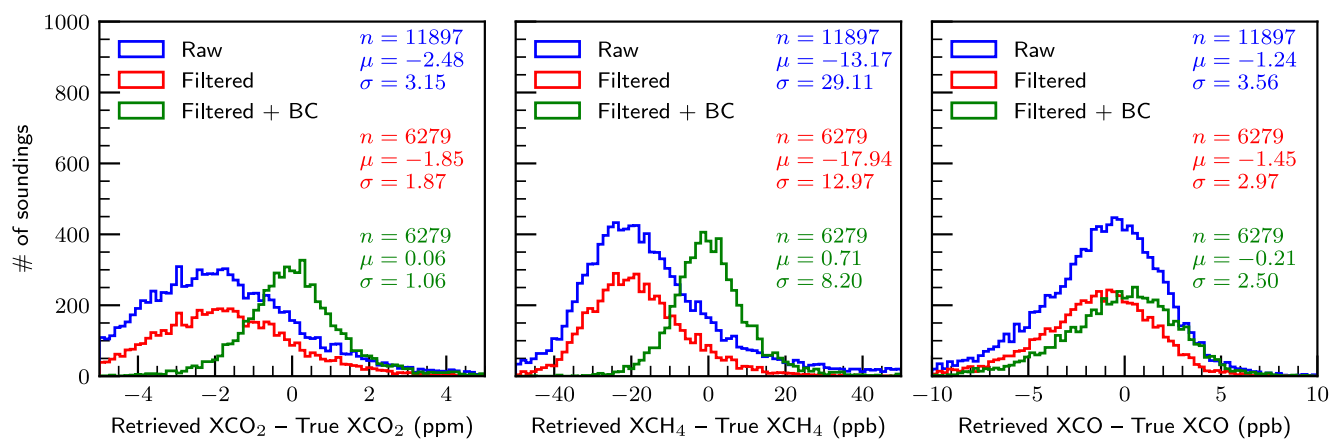 # of soundings
1000
800
600
400
200
0
Raw
Filtered
Filtered + BC
n = 11897
μ = −2.48
σ = 3.15
n = 6279
μ = −1.85
σ = 1.87
n = 6279
μ = 0.06
σ = 1.06
−4 −2 0 2 4
Retrieved XCO₂ − True XCO₂ (ppm)
Raw
Filtered
Filtered + BC
n = 11897
μ = −13.17
σ = 29.11
n = 6279
μ = −17.94
σ = 12.97
n = 6279
μ = 0.71
σ = 8.20
−40 −20 0 20 40
Retrieved XCH₄ − True XCH₄ (ppb)
Raw
Filtered
Filtered + BC
n = 11897
μ = −1.24
σ = 3.56
n = 6279
μ = −1.45
σ = 2.97
n = 6279
μ = −0.21
σ = 2.50
−10 −5 0 5 10
Retrieved XCO − True XCO (ppb)